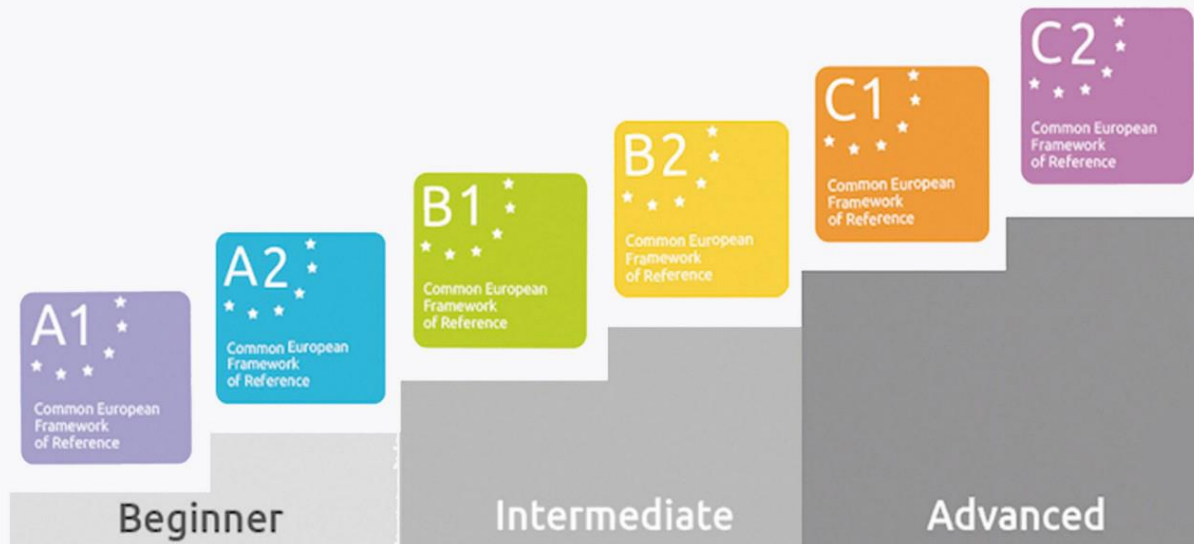 A1
Common European
Framework
of Reference
A2
Common European
Framework
of Reference
B1
Common European
Framework
of Reference
B2
Common European
Framework
of Reference
C1
Common European
Framework
of Reference
C2
Common European
Framework
of Reference
Beginner
Intermediate
Advanced